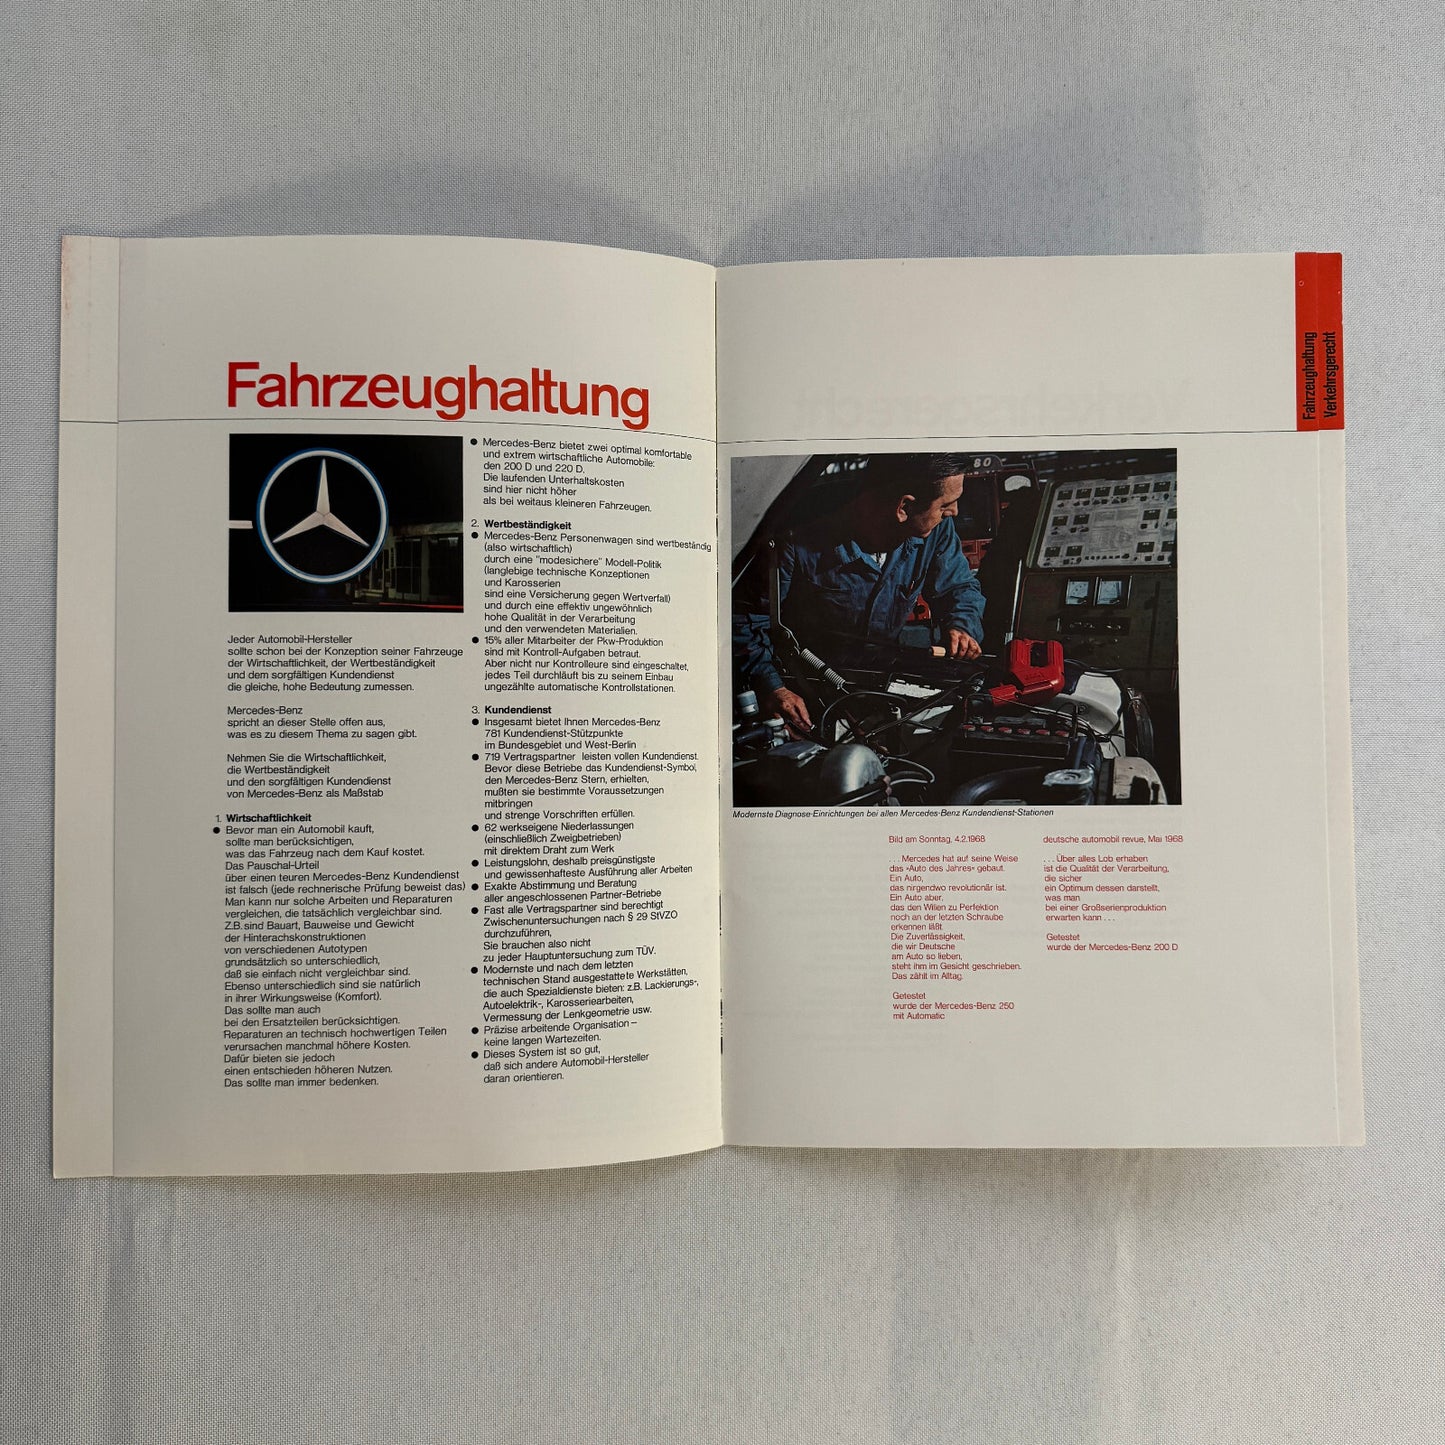 Fahrzeughaltung
Jeder Automobil-Hersteller
sollte schon bei der Konzeption seiner Fahrzeuge
der Wirtschaftlichkeit, der Wertbeständigkeit
und dem sorgfältigen Kundendienst
die gleiche, hohe Bedeutung zumessen.
Mercedes-Benz
spricht an dieser Stelle offen aus,
was es zu diesem Thema zu sagen gibt.
Nehmen Sie die Wirtschaftlichkeit,
die Wertbeständigkeit
und den sorgfältigen Kundendienst
von Mercedes-Benz als Maßstab
1. Wirtschaftlichkeit
● Bevor man ein Automobil kauft,
sollte man berücksichtigen,
was das Fahrzeug nach dem Kauf kostet.
Das Pauschal-Urteil
über einen teuren Mercedes-Benz Kundendienst
ist falsch (jede rechnerische Prüfung beweist das)
Man kann nur solche Arbeiten und Reparaturen
vergleichen, die tatsächlich vergleichbar sind.
Z.B. sind Bauart, Bauweise und Gewicht
der Hinterachskonstruktionen
von verschiedenen Autotypen
grundsätzlich so unterschiedlich,
daß sie einfach nicht vergleichbar sind.
Ebenso unterschiedlich sind sie natürlich
in ihrer Wirkungsweise (Komfort).
Das sollte man auch
bei den Ersatzteilen berücksichtigen.
Reparaturen an technisch hochwertigen Teilen
verursachen manchmal höhere Kosten.
Dafür bieten sie jedoch
einen entschieden höheren Nutzen.
Das sollte man immer bedenken.
● Mercedes-Benz bietet zwei optimal komfortable
und extrem wirtschaftliche Automobile:
den 200 D und 220 D.
Die laufenden Unterhaltskosten
sind hier nicht höher
als bei weitaus kleineren Fahrzeugen.
2. Wertbeständigkeit
● Mercedes-Benz Personenwagen sind wertbeständig
(also wirtschaftlich)
durch eine "modesichere" Modell-Politik
(langlebige technische Konzeptionen
und Karosserien
sind eine Versicherung gegen Wertverfall)
und durch eine effektiv ungewöhnlich
hohe Qualität in der Verarbeitung
und den verwendeten Materialien.
● 15% aller Mitarbeiter der Pkw-Produktion
sind mit Kontroll-Aufgaben betraut.
Aber nicht nur Kontrolleure sind eingeschaltet,
jedes Teil durchläuft bis zu seinem Einbau
ungezählte automatische Kontrollstationen.
3. Kundendienst
● Insgesamt bietet Ihnen Mercedes-Benz
781 Kundendienst-Stützpunkte
im Bundesgebiet und West-Berlin
● 719 Vertragspartner leisten vollen Kundendienst.
Bevor diese Betriebe das Kundendienst-Symbol,
den Mercedes-Benz Stern, erhielten,
mußten sie bestimmte Voraussetzungen
mitbringen
und strenge Vorschriften erfüllen.
● 62 werkseigene Niederlassungen
(einschließlich Zweigbetrieben)
mit direktem Draht zum Werk
● Leistungslohn, deshalb preisgünstigste
und gewissenhafteste Ausführung aller Arbeiten
● Exakte Abstimmung und Beratung
aller angeschlossenen Partner-Betriebe
● Fast alle Vertragspartner sind berechtigt
Zwischenuntersuchungen nach § 29 StVZO
durchzuführen,
Sie brauchen also nicht
zu jeder Hauptuntersuchung zum TÜV.
● Modernste und nach dem letzten
technischen Stand ausgestattete Werkstätten,
die auch Spezialdienste bieten: z.B. Lackierungs-,
Autoelektrik-, Karosseriearbeiten,
Vermessung der Lenkgeometrie usw.
● Präzise arbeitende Organisation –
keine langen Wartezeiten.
● Dieses System ist so gut,
daß sich andere Automobil-Hersteller
daran orientieren.
Fahrzeughaltung
Verkehrsgerecht
80
Modernste Diagnose-Einrichtungen bei allen Mercedes-Benz Kundendienst-Stationen
Bild am Sonntag, 4.2.1968
. . . Mercedes hat auf seine Weise
das »Auto des Jahres« gebaut.
Ein Auto,
das nirgendwo revolutionär ist.
Ein Auto aber,
das den Willen zu Perfektion
noch an der letzten Schraube
erkennen läßt
Die Zuverlässigkeit,
die wir Deutsche
am Auto so lieben,
steht ihm im Gesicht geschrieben.
Das zählt im Alltag.
Getestet
wurde der Mercedes-Benz 250
mit Automatic
deutsche automobil revue, Mai 1968
. . . Über alles Lob erhaben
ist die Qualität der Verarbeitung,
die sicher
ein Optimum dessen darstellt,
was man
bei einer Großserienproduktion
erwarten kann . . .
Getestet
wurde der Mercedes-Benz 200 D